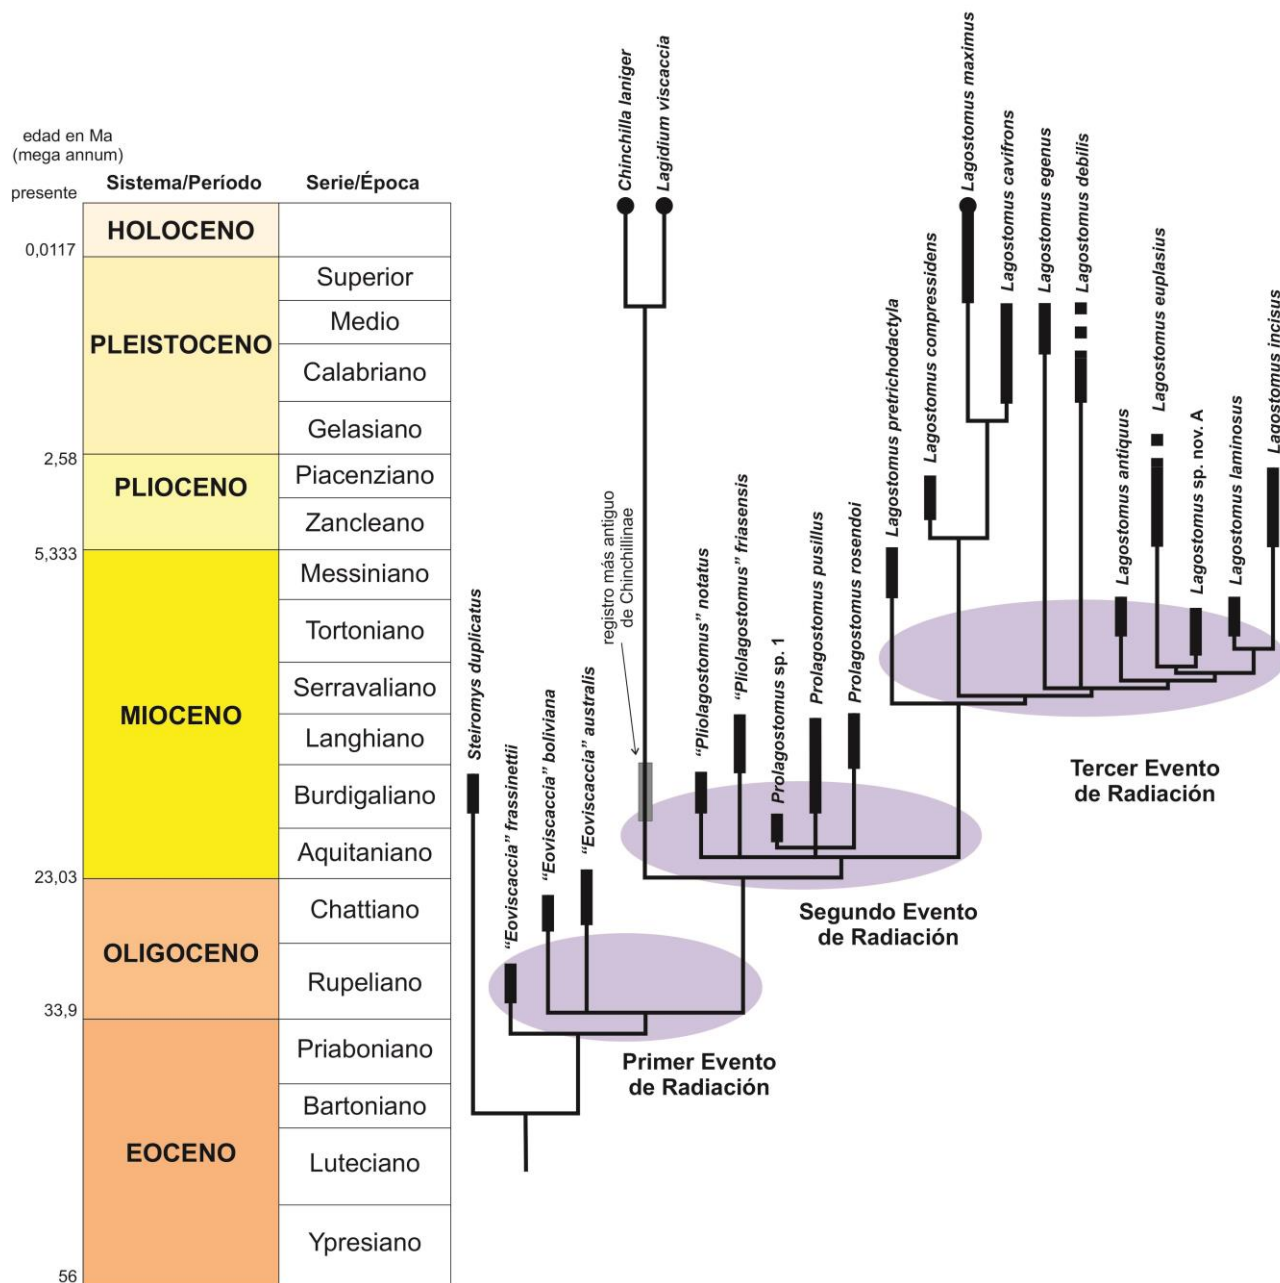 edad en Ma
(mega annum)
presente
Sistema/Período
Serie/Época
HOLOCENO
0,0117
PLEISTOCENO
Superior
Medio
Calabriano
Gelasiano
2,58
PLIOCENO
Piacenziano
Zancleano
5,333
MIOCENO
Messiniano
Tortoniano
Serravaliano
Langhiano
Burdigaliano
Aquitaniano
23,03
OLIGOCENO
Chattiano
Rupeliano
33,9
EOCENO
Priaboniano
Bartoniano
Luteciano
Ypresiano
56
Steiromys duplicatus
"Eoviscaccia" frassinettii
"Eoviscaccia" boliviana
"Eoviscaccia" australis
registro más antiguo
de Chinchillinae
Chinchilla laniger
Lagidium viscaccia
"Pliolagostomus" notatus
"Pliolagostomus" friasensis
Prolagostomus sp. 1
Prolagostomus pusillus
Prolagostomus rosendoi
Lagostomus pretrichodactyla
Lagostomus compressidens
Lagostomus maximus
Lagostomus cavifrons
Lagostomus egenus
Lagostomus debilis
Lagostomus antiquus
Lagostomus euplasius
Lagostomus sp. nov. A
Lagostomus laminosus
Lagostomus incisus
Tercer Evento
de Radiación
Segundo Evento
de Radiación
Primer Evento
de Radiación